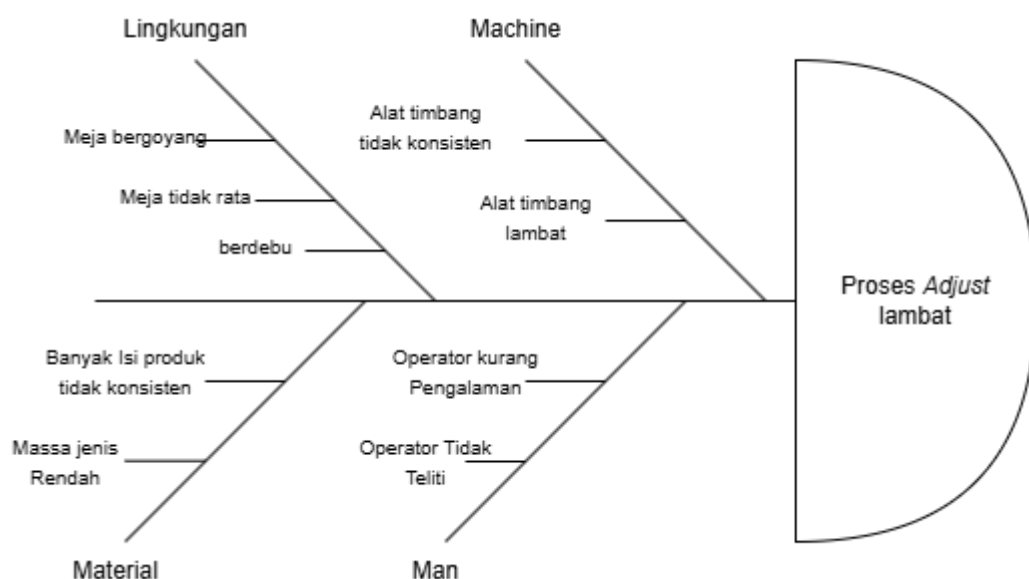 Lingkungan
Machine
Meja bergoyang
Meja tidak rata
berdebu
Alat timbang
tidak konsisten
Alat timbang
lambat
Proses Adjust
lambat
Banyak Isi produk
tidak konsisten
Massa jenis
Rendah
Operator kurang
Pengalaman
Operator Tidak
Teliti
Material
Man